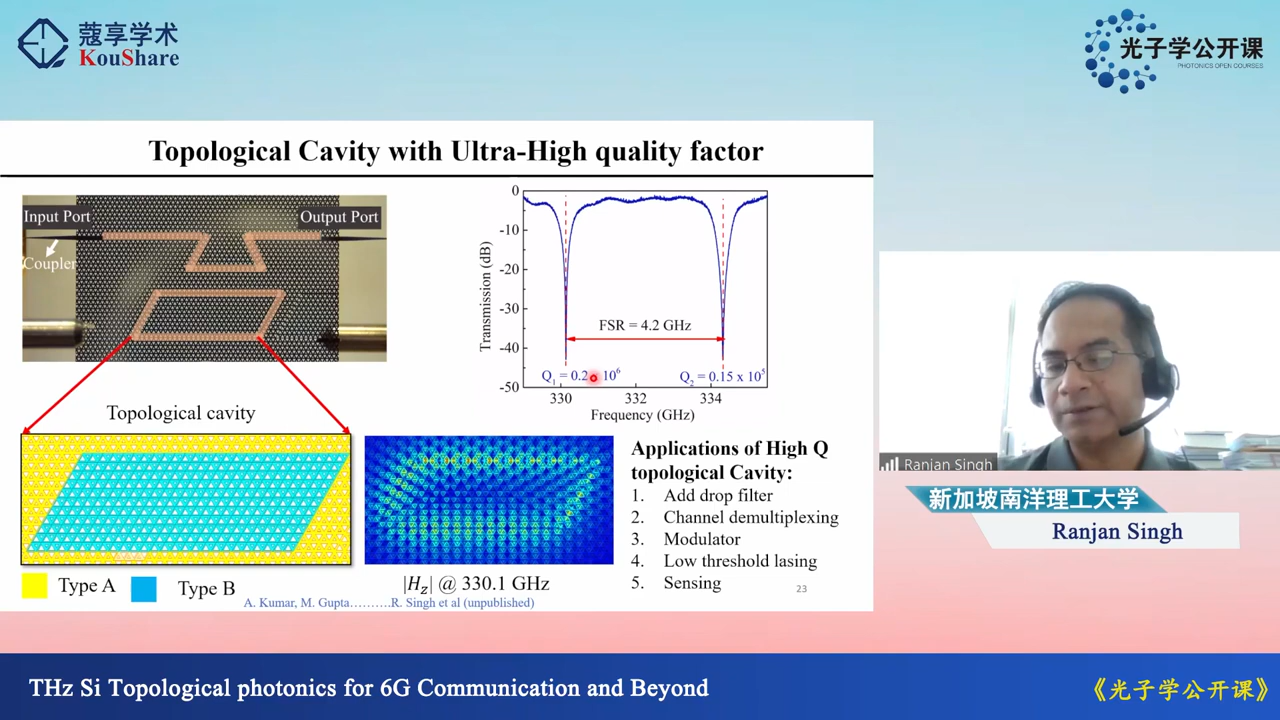 蔻享学术
KouShare
光子学公开课
PHOTONICS OPEN COURSES
Topological Cavity with Ultra-High quality factor
Input Port
Output Port
Coupler
Topological cavity
Type A
Type B
0
-10
-20
-30
-40
-50
Transmission (dB)
FSR = 4.2 GHz
Q1 = 0.2 10⁶
Q2 = 0.15 x 10⁵
330
332
334
Frequency (GHz)
|Hz| @ 330.1 GHz
Applications of High Q
topological Cavity:
1. Add drop filter
2. Channel demultiplexing
3. Modulator
4. Low threshold lasing
5. Sensing
23
A. Kumar, M. Gupta……….R. Singh et al (unpublished)
Ranjan Singh
新加坡南洋理工大学
Ranjan Singh
THz Si Topological photonics for 6G Communication and Beyond
《光子学公开课》